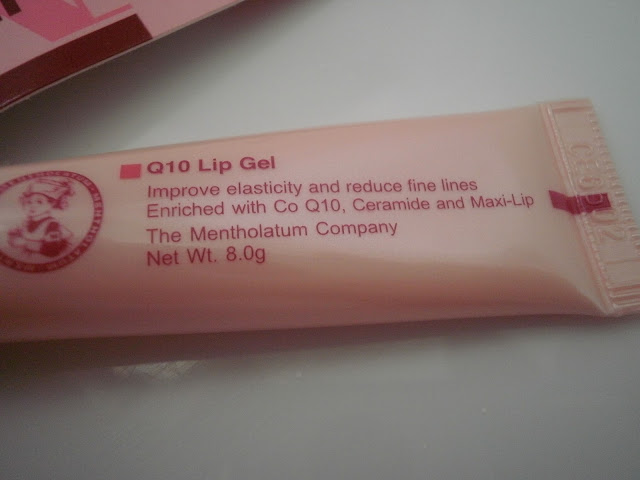 Q10 Lip Gel
Improve elasticity and reduce fine lines
Enriched with Co Q10, Ceramide and Maxi-Lip
The Mentholatum Company
Net Wt. 8.0g